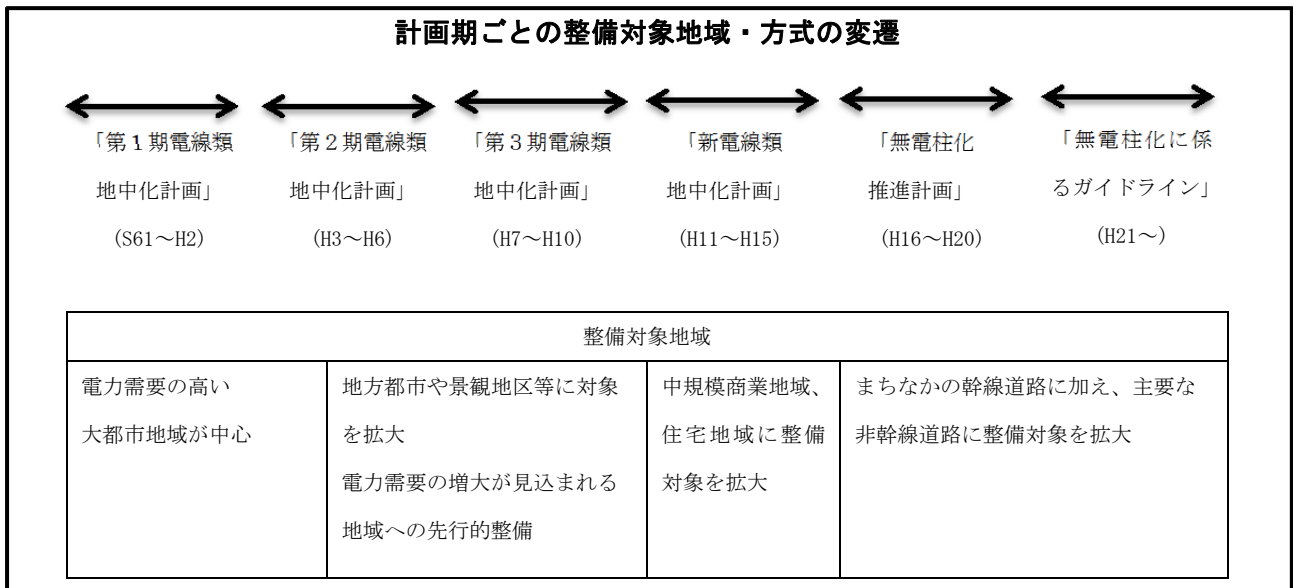 計画期ごとの整備対象地域・方式の変遷
「第１期電線類
地中化計画」
(S61～H2)
「第２期電線類
地中化計画」
(H3～H6)
「第３期電線類
地中化計画」
(H7～H10)
「新電線類
地中化計画」
(H11～H15)
「無電柱化
推進計画」
(H16～H20)
「無電柱化に係
るガイドライン」
(H21～)
整備対象地域
電力需要の高い
大都市地域が中心
地方都市や景観地区等に対象
を拡大
電力需要の増大が見込まれる
地域への先行的整備
中規模商業地域、
住宅地域に整備
対象を拡大
まちなかの幹線道路に加え、主要な
非幹線道路に整備対象を拡大